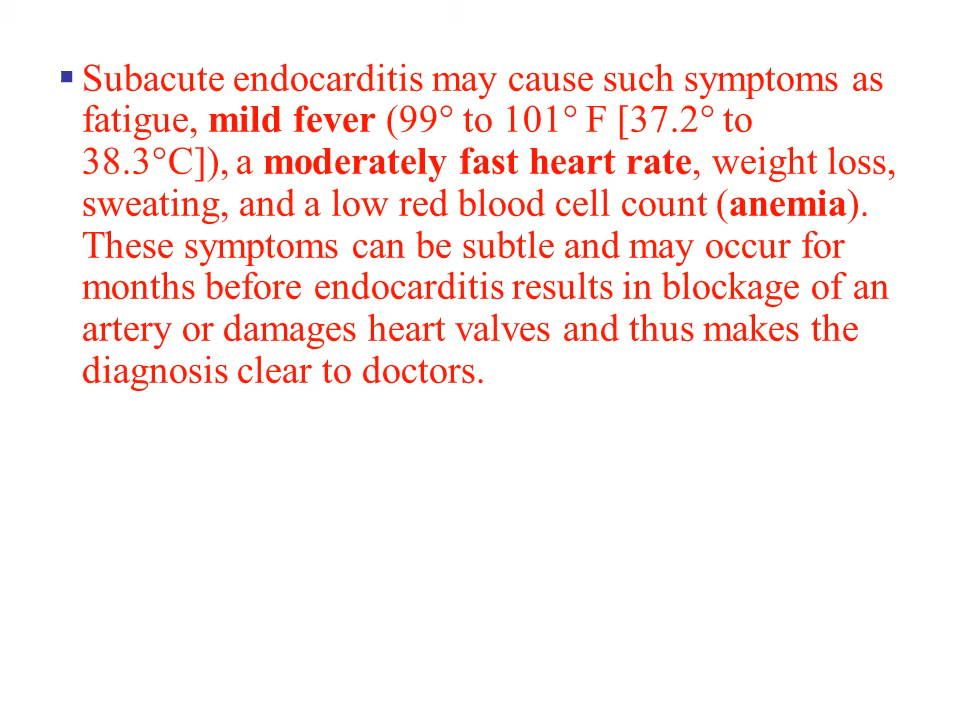 ▪ Subacute endocarditis may cause such symptoms as
fatigue, mild fever (99° to 101° F [37.2° to
38.3°C]), a moderately fast heart rate, weight loss,
sweating, and a low red blood cell count (anemia).
These symptoms can be subtle and may occur for
months before endocarditis results in blockage of an
artery or damages heart valves and thus makes the
diagnosis clear to doctors.